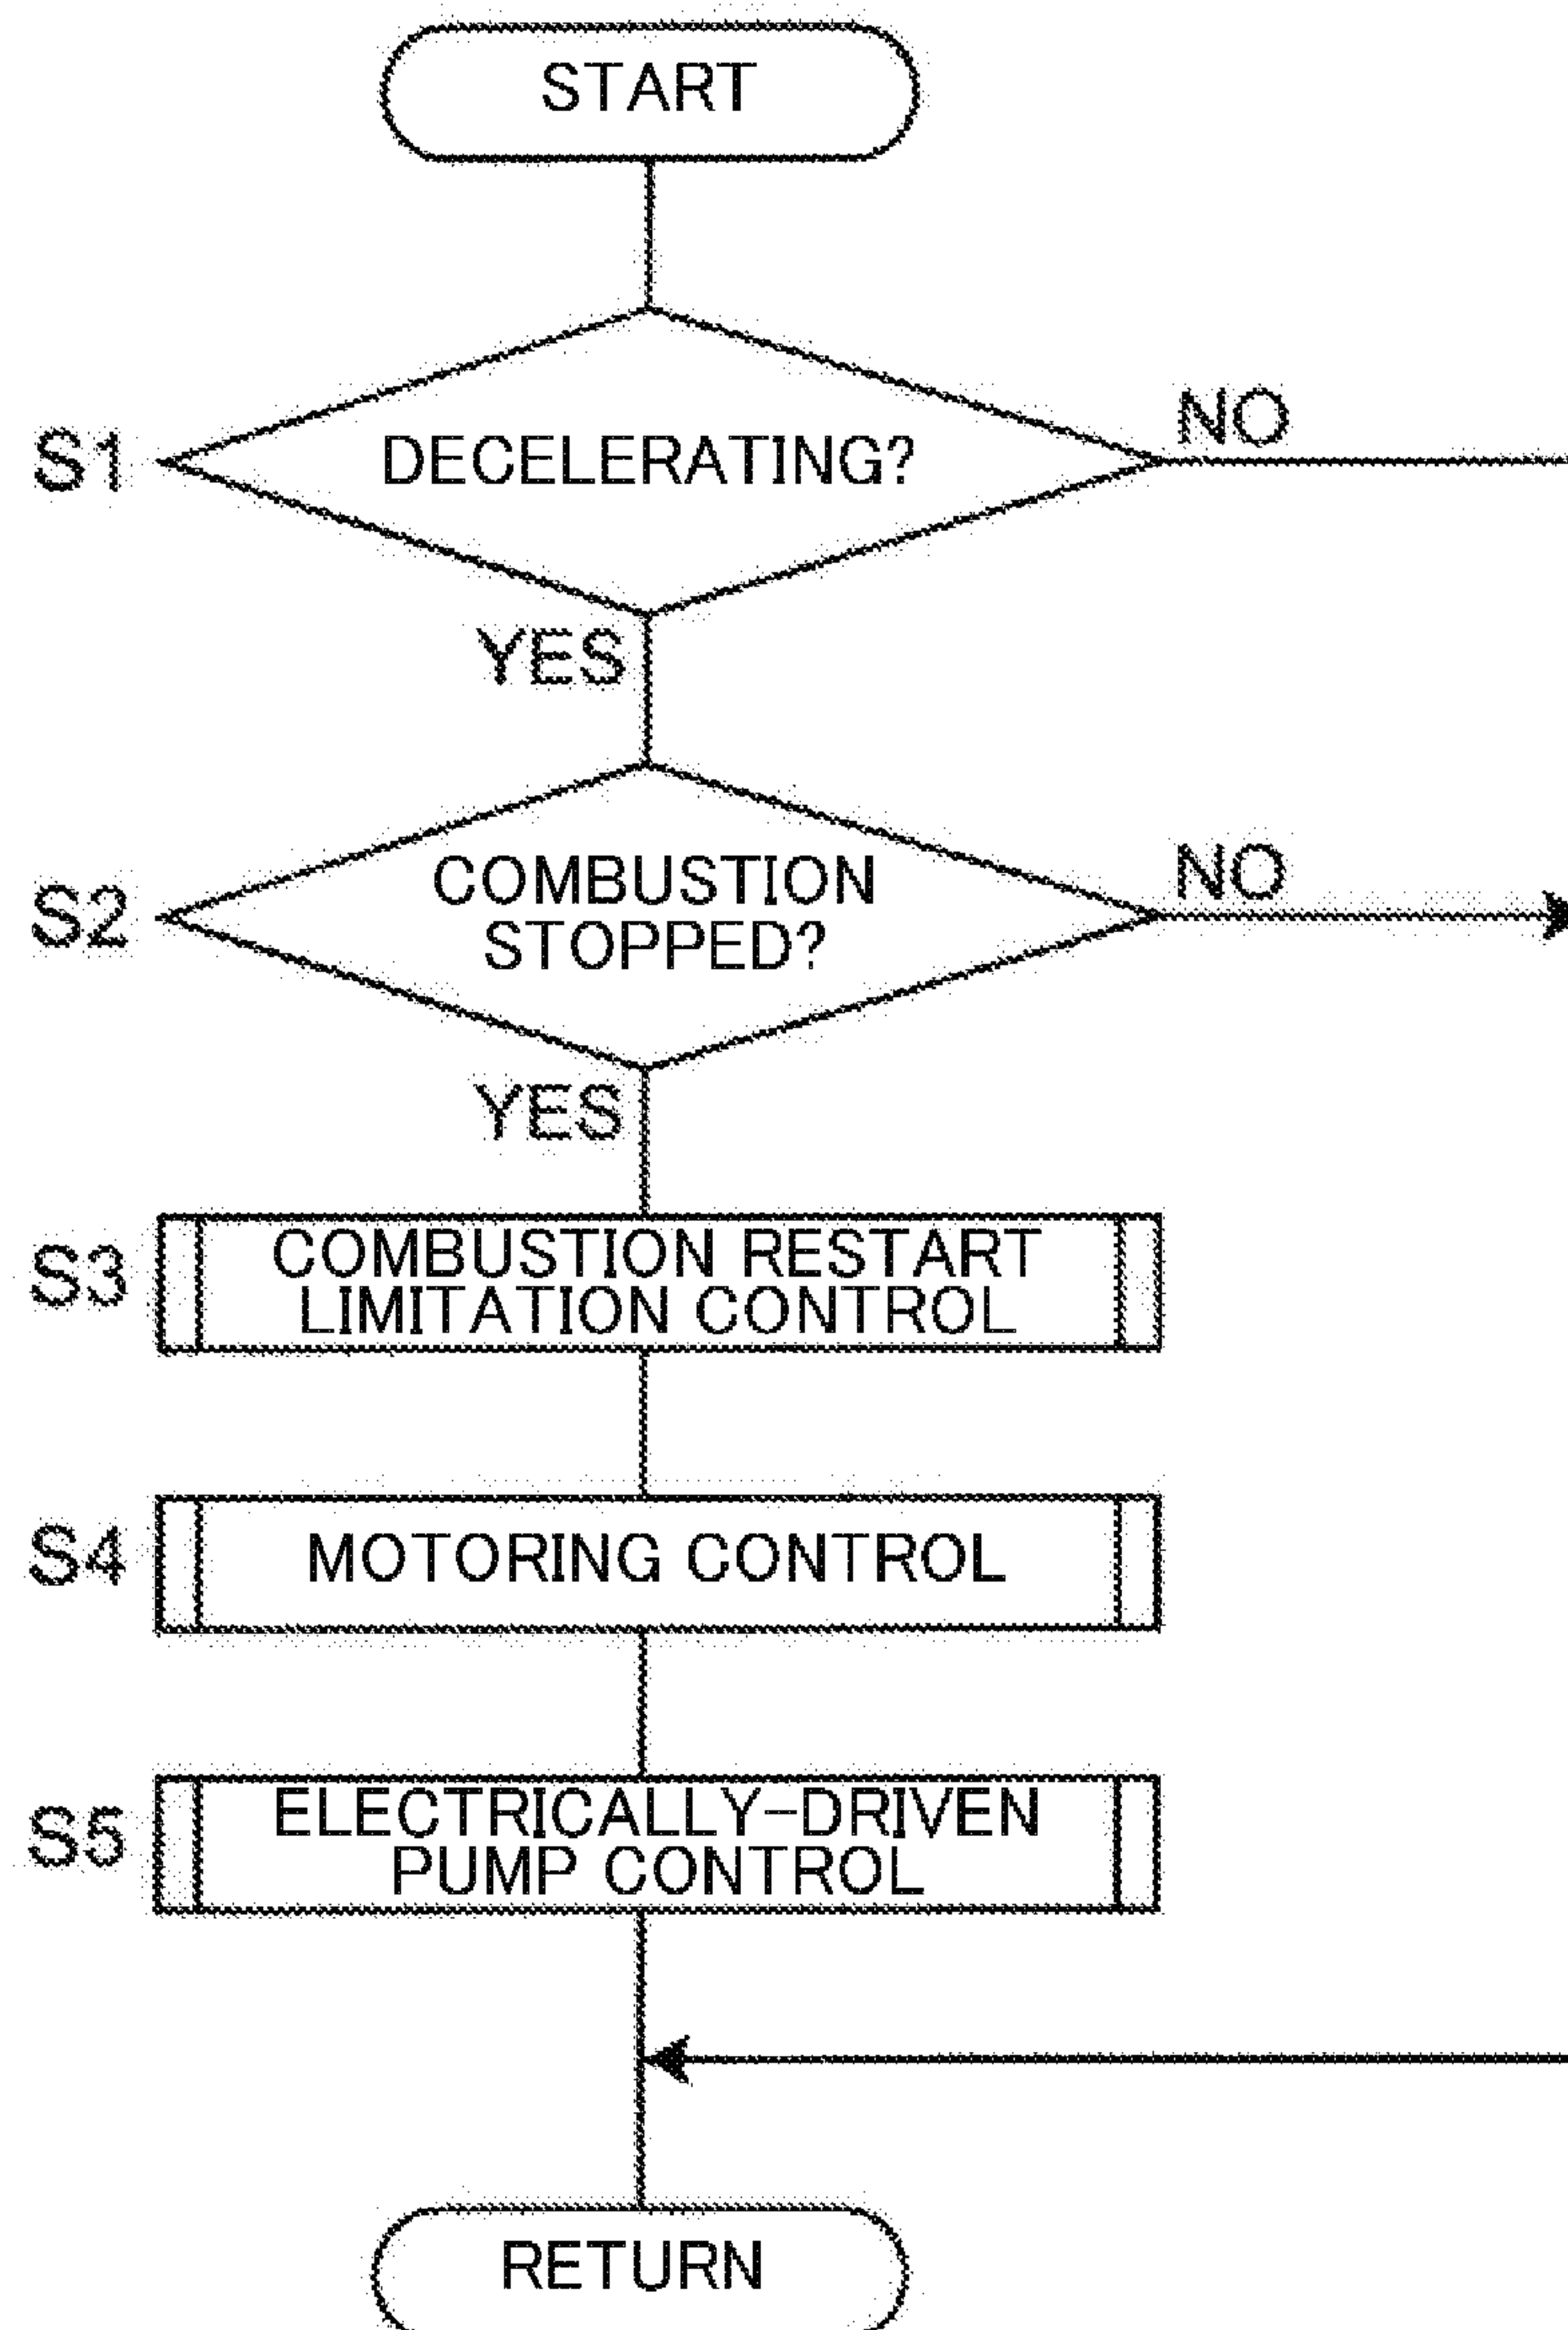 START
S1
DECELERATING?
NO
YES
S2
COMBUSTION
STOPPED?
NO
YES
S3
COMBUSTION RESTART
LIMITATION CONTROL
S4
MOTORING CONTROL
S5
ELECTRICALLY-DRIVEN
PUMP CONTROL
RETURN